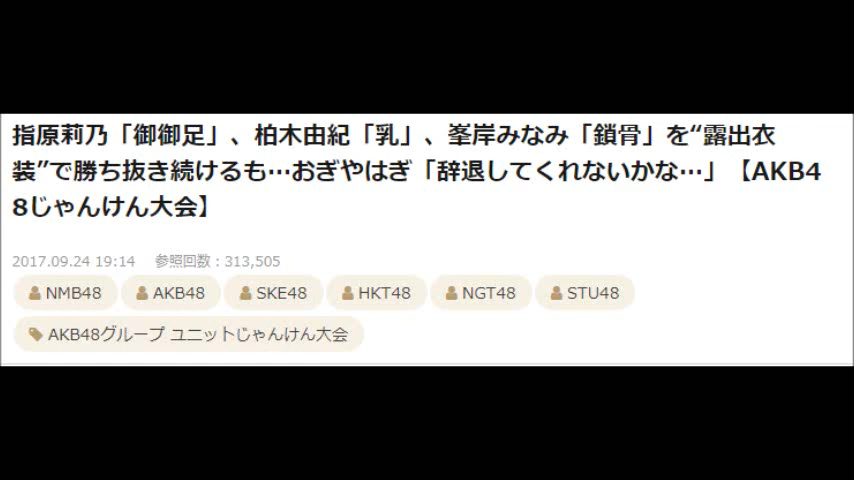 指原莉乃「御御足」、柏木由紀「乳」、峯岸みなみ「鎖骨」を“露出衣
装”で勝ち抜き続けるも…おぎやはぎ「辞退してくれないかな…」【AKB4
8じゃんけん大会】
2017.09.24 19:14 参照回数 : 313,505
NMB48 AKB48 SKE48 HKT48 NGT48 STU48
AKB48グループ ユニットじゃんけん大会